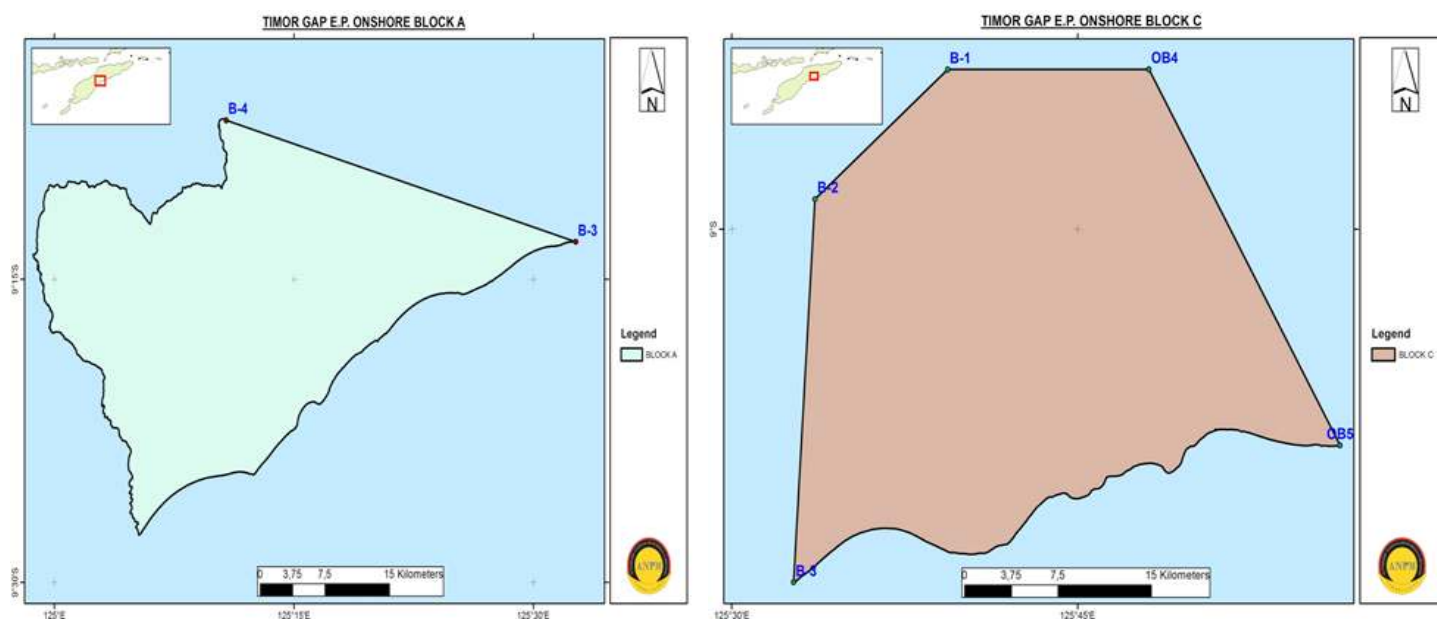 TIMOR GAP E.P. ONSHORE BLOCK A
B-4
B-3
N
9°15'S
9°30'S
125°E
125°15'E
125°30'E
Legend
BLOCK A
0 3,75 7,5 15 Kilometers
ANPM
TIMOR GAP E.P. ONSHORE BLOCK C
B-1
OB4
B-2
OB5
B-3
N
9°S
125°30'E
125°45'E
Legend
BLOCK C
0 3,75 7,5 15 Kilometers
ANPM